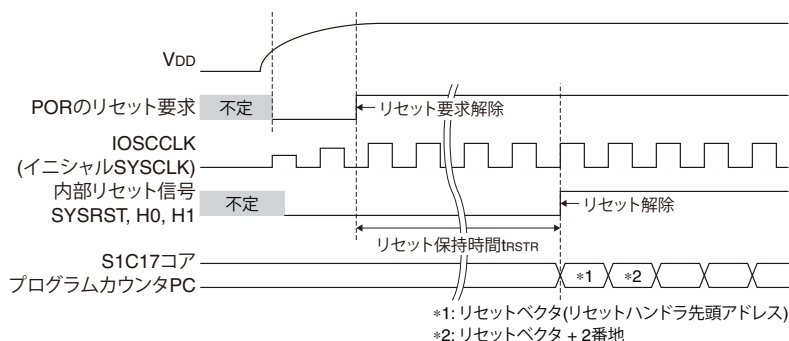 VDD
PORのリセット要求
不定
リセット要求解除
IOSCCLK
(イニシャルSYSCLK)
内部リセット信号
SYSRST, H0, H1
不定
リセット解除
リセット保持時間tRSTR
S1C17コア
プログラムカウンタPC
*1
*2
*1: リセットベクタ(リセットハンドラ先頭アドレス)
*2: リセットベクタ + 2番地